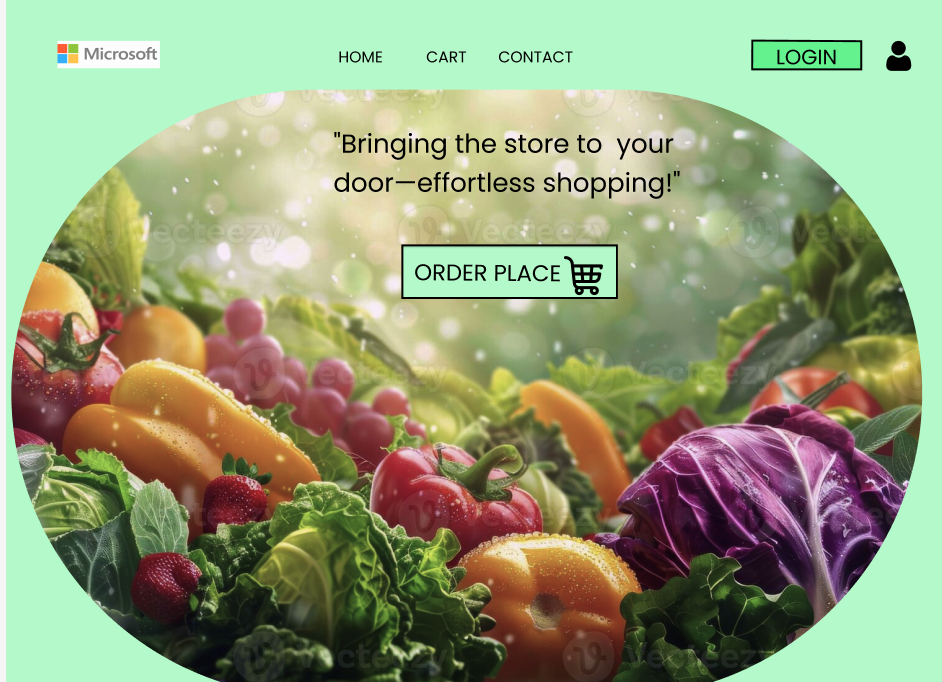 Microsoft
HOME CART CONTACT
LOGIN
"Bringing the store to your
door—effortless shopping!"
ORDER PLACE
Vecteezy
Vecteezy
Vecteezy
Vecteezy
Vecteezy
Vecteezy
Vecteezy